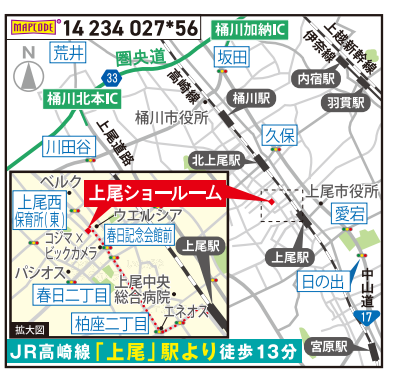 MAPCODE® 14 234 027*56
桶川加納IC
上越新幹線
伊奈線
N
荒井
圏央道
坂田
33
高崎線
内宿駅
桶川北本IC
桶川駅
羽貫駅
桶川市役所
上尾道路
久保
川田谷
北上尾駅
ベルク
上尾ショールーム
上尾市役所
上尾西
保育所(東)
ウエルシア
愛宕
春日記念会館前
コジマ×
ビックカメラ
上尾駅
上尾駅
パシオス
上尾中央
総合病院
日の出
中山道
春日二丁目
エネオス
17
柏座二丁目
拡大図
宮原駅
JR高崎線「上尾」駅より徒歩13分